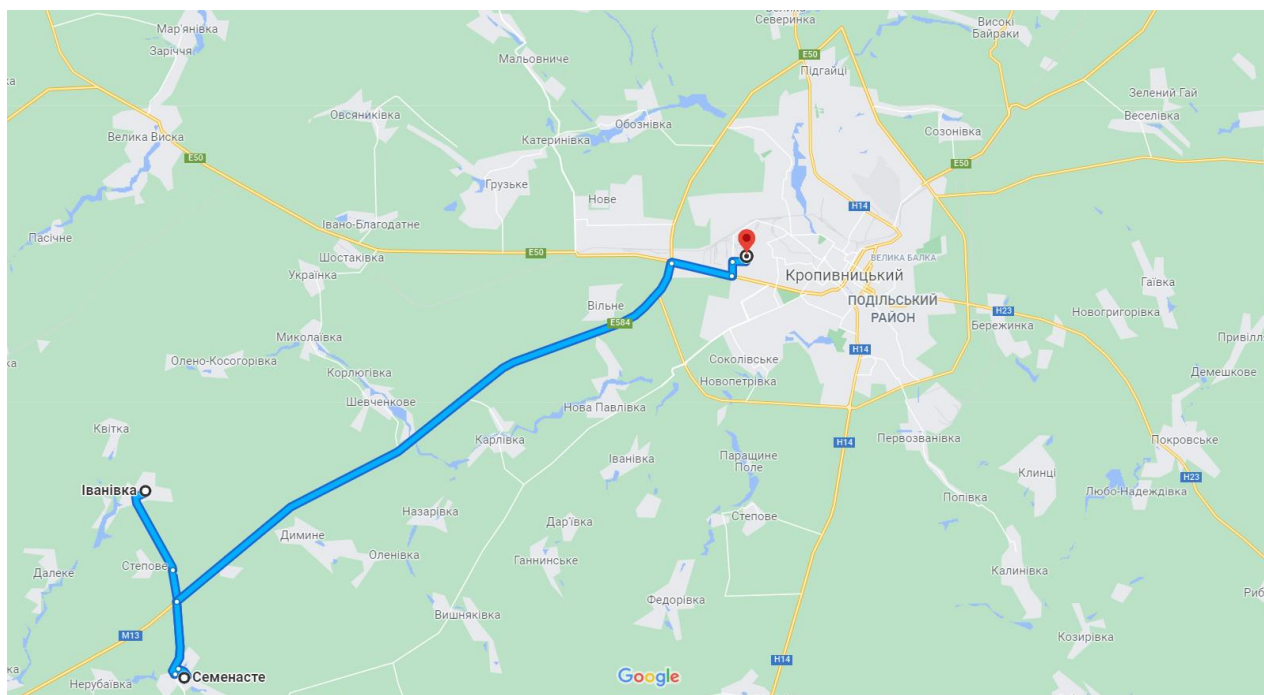 Велика
Северинка
Мар'янівка
Заріччя
Високі
Байраки
E50
Мальовниче
Підгайці
Зелений Гай
Веселівка
Овсяниківка
Обознівка
Созонівка
Велика Виска
Катеринівка
E50
E50
Грузьке
Нове
H14
Івано-Благодатне
Пасічне
E50
Шостаківка
ВЕЛИКА БАЛКА
Кропивницький
Українка
Гаївка
ПОДІЛЬСЬКИЙ
РАЙОН
Вільне
H23
Новогригорівка
E584
Бережинка
Миколаївка
Привілл
H14
Олено-Косогорівка
Соколівське
Корлюгівка
Новопетрівка
Демешкове
Шевченкове
Нова Павлівка
Квітка
Карлівка
H14
Первозванівка
Покровське
Іванівка
Паращине
Поле
Клинці
H23
Іванівка
Любо-Надеждівка
Попівка
Назарівка
Дар'ївка
Степове
Димине
Оленівка
Ганнинське
Степове
Далеке
Калинівка
Риб
Федорівка
Вишняківка
M13
Козирівка
H14
Семенасте
Нерубаївка
Google